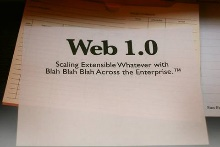 Web 1.0
Scaling Extensible Whatever with
Blah Blah Blah Across the Enterprise.™